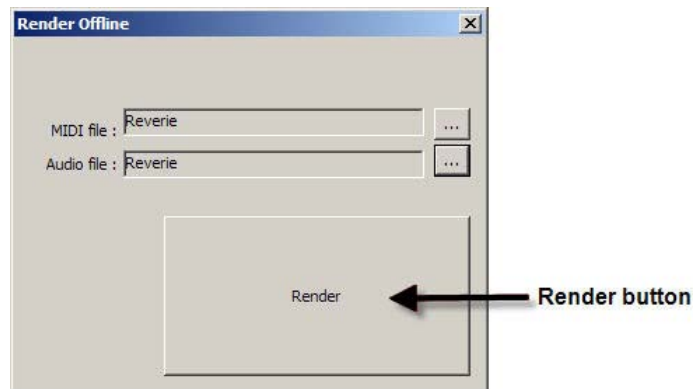 Render Offline
MIDI file : Reverie
...
Audio file : Reverie
...
Render
Render button